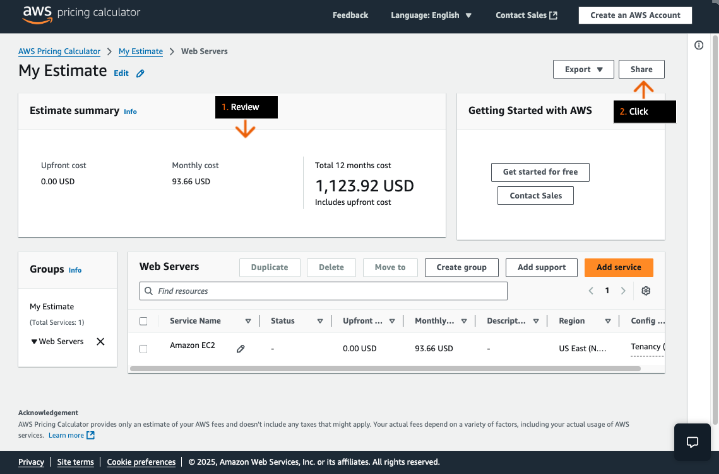 aws pricing calculator
Feedback
Language: English
Contact Sales
Create an AWS Account
AWS Pricing Calculator > My Estimate > Web Servers
My Estimate Edit
Export
Share
Estimate summary Info
1. Review
Getting Started with AWS
2. Click
Upfront cost
0.00 USD
Monthly cost
93.66 USD
Total 12 months cost
1,123.92 USD
Includes upfront cost
Get started for free
Contact Sales
Groups Info
My Estimate
(Total Services: 1)
Web Servers
Web Servers
Duplicate
Delete
Move to
Create group
Add support
Add service
Find resources
1
Service Name
Status
Upfront ...
Monthly...
Descript...
Region
Config ...
Amazon EC2
-
0.00 USD
93.66 USD
-
US East (N....
Tenancy (
Acknowledgement
AWS Pricing Calculator provides only an estimate of your AWS fees and doesn't include any taxes that might apply. Your actual fees depend on a variety of factors, including your actual usage of AWS
services. Learn more
Privacy | Site terms | Cookie preferences | © 2025, Amazon Web Services, Inc. or its affiliates. All rights reserved.